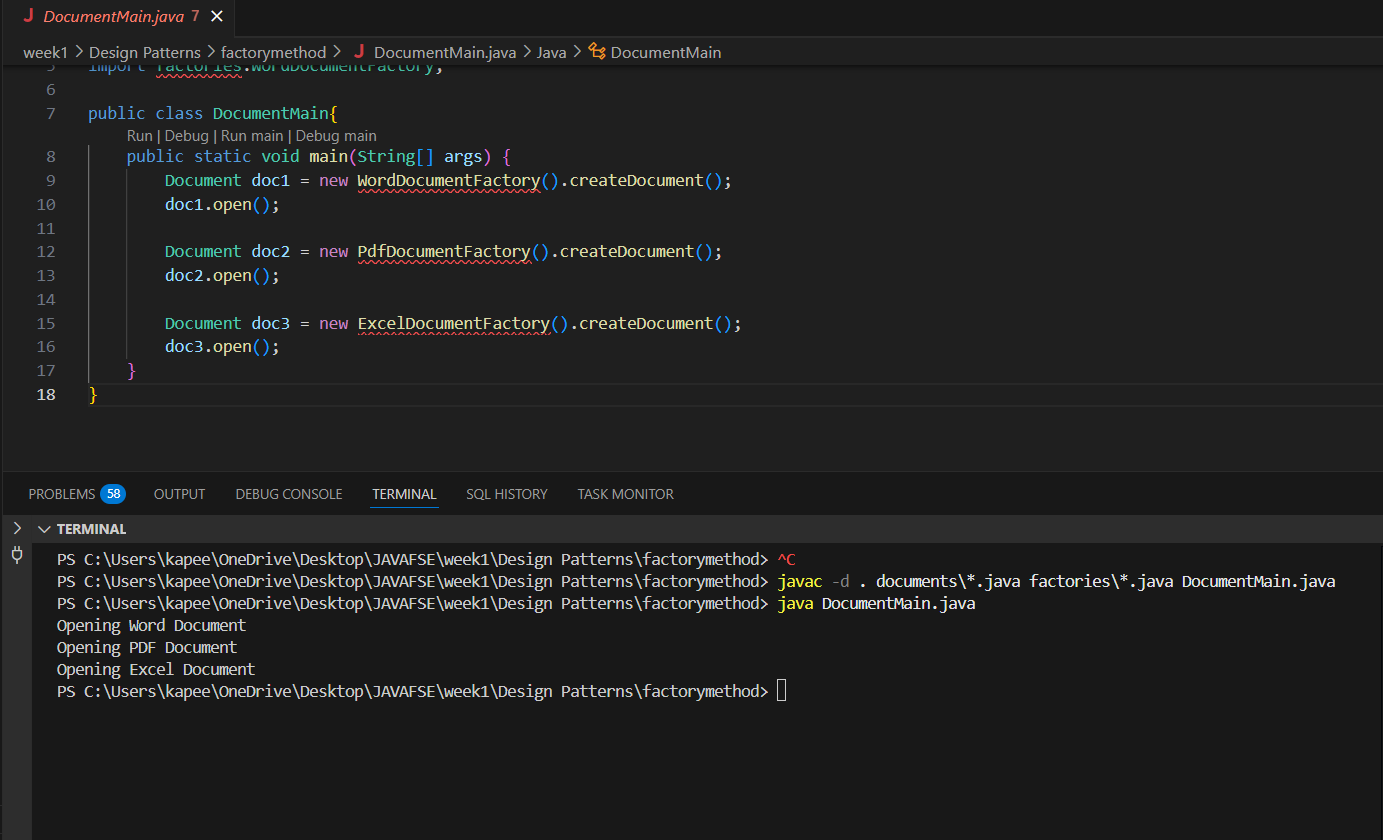 J DocumentMain.java 7 ×
week1 > Design Patterns > factorymethod > J DocumentMain.java > Java > DocumentMain
5 import factories.WordDocumentFactory;
6
7 public class DocumentMain{
Run | Debug | Run main | Debug main
8 public static void main(String[] args) {
9 Document doc1 = new WordDocumentFactory().createDocument();
10 doc1.open();
11
12 Document doc2 = new PdfDocumentFactory().createDocument();
13 doc2.open();
14
15 Document doc3 = new ExcelDocumentFactory().createDocument();
16 doc3.open();
17 }
18 }
PROBLEMS 58 OUTPUT DEBUG CONSOLE TERMINAL SQL HISTORY TASK MONITOR
TERMINAL
PS C:\Users\kapee\OneDrive\Desktop\JAVAFSE\week1\Design Patterns\factorymethod> ^C
PS C:\Users\kapee\OneDrive\Desktop\JAVAFSE\week1\Design Patterns\factorymethod> javac -d . documents\*.java factories\*.java DocumentMain.java
PS C:\Users\kapee\OneDrive\Desktop\JAVAFSE\week1\Design Patterns\factorymethod> java DocumentMain.java
Opening Word Document
Opening PDF Document
Opening Excel Document
PS C:\Users\kapee\OneDrive\Desktop\JAVAFSE\week1\Design Patterns\factorymethod>